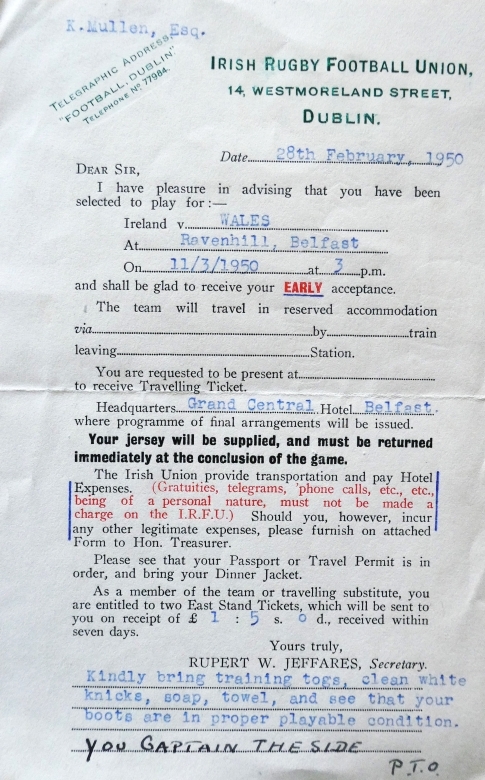 K.Mullen, Esq.
TELEGRAPHIC ADDRESS
"FOOTBALL, DUBLIN."
TELEPHONE No 77984.
IRISH RUGBY FOOTBALL UNION,
14, WESTMORELAND STREET,
DUBLIN.
Date 28th February, 1950
DEAR SIR,
I have pleasure in advising that you have been
selected to play for :—
Ireland v. WALES
At Ravenhill, Belfast
On 11/3/1950 at 3 p.m.
and shall be glad to receive your EARLY acceptance.
The team will travel in reserved accommodation
via by train
leaving Station.
You are requested to be present at
to receive Travelling Ticket.
Headquarters Grand Central Hotel Belfast.
where programme of final arrangements will be issued.
Your jersey will be supplied, and must be returned
immediately at the conclusion of the game.
The Irish Union provide transportation and pay Hotel
Expenses. (Gratuities, telegrams, 'phone calls, etc., etc.,
being of a personal nature, must not be made a
charge on the I.R.F.U.) Should you, however, incur
any other legitimate expenses, please furnish on attached
Form to Hon. Treasurer.
Please see that your Passport or Travel Permit is in
order, and bring your Dinner Jacket.
As a member of the team or travelling substitute, you
are entitled to two East Stand Tickets, which will be sent to
you on receipt of £ 1 : 5 s. 0 d., received within
seven days.
Yours truly,
RUPERT W. JEFFARES, Secretary.
Kindly bring training togs, clean white
knicks, soap, towel, and see that your
boots are in proper playable condition.
YOU CAPTAIN THE SIDE
P.T.O.